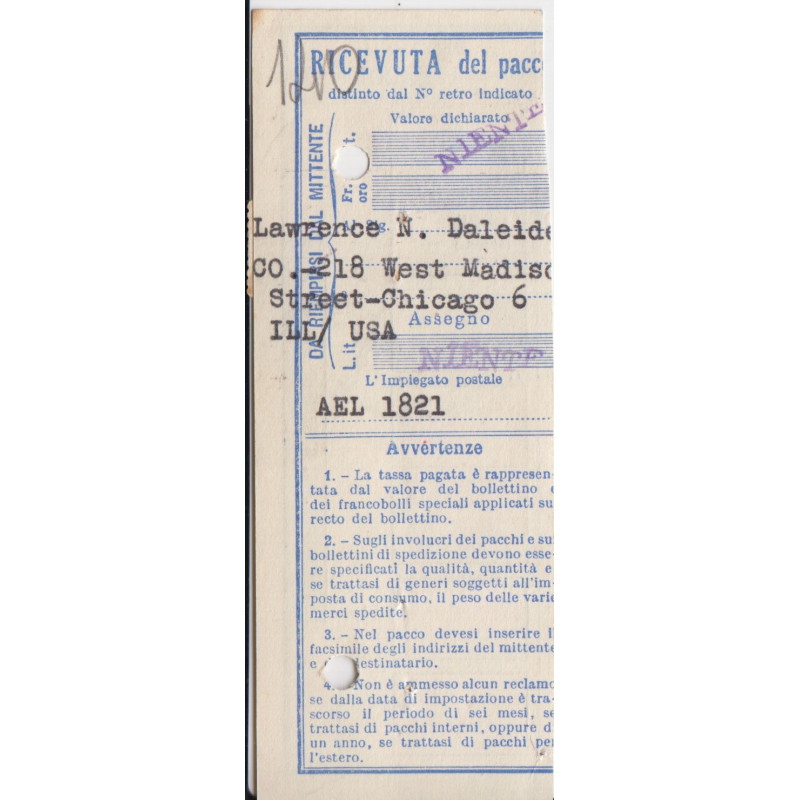 1200
RICEVUTA del pacco
distinto dal N° retro indicato
Valore dichiarato
NIENTE
DA RIEMPIRSI DAL MITTENTE
Fr. oro
Al Sig.
Lawrence N. Daleide
CO.-218 West Madiso
Street-Chicago 6
ILL/ USA
Assegno
L.it
NIENTE
L'Impiegato postale
AEL 1821
Avvertenze
1. - La tassa pagata è rappresen-
tata dal valore del bollettino e
dei francobolli speciali applicati su
recto del bollettino.
2. - Sugli involucri dei pacchi e sui
bollettini di spedizione devono esse-
re specificati la qualità, quantità e
se trattasi di generi soggetti all'im-
posta di consumo, il peso delle varie
merci spedite.
3. - Nel pacco devesi inserire il
facsimile degli indirizzi del mittente
e destinatario.
4. - Non è ammesso alcun reclamo
se dalla data di impostazione è tra-
scorso il periodo di sei mesi, se
trattasi di pacchi interni, oppure d
un anno, se trattasi di pacchi per
l'estero.